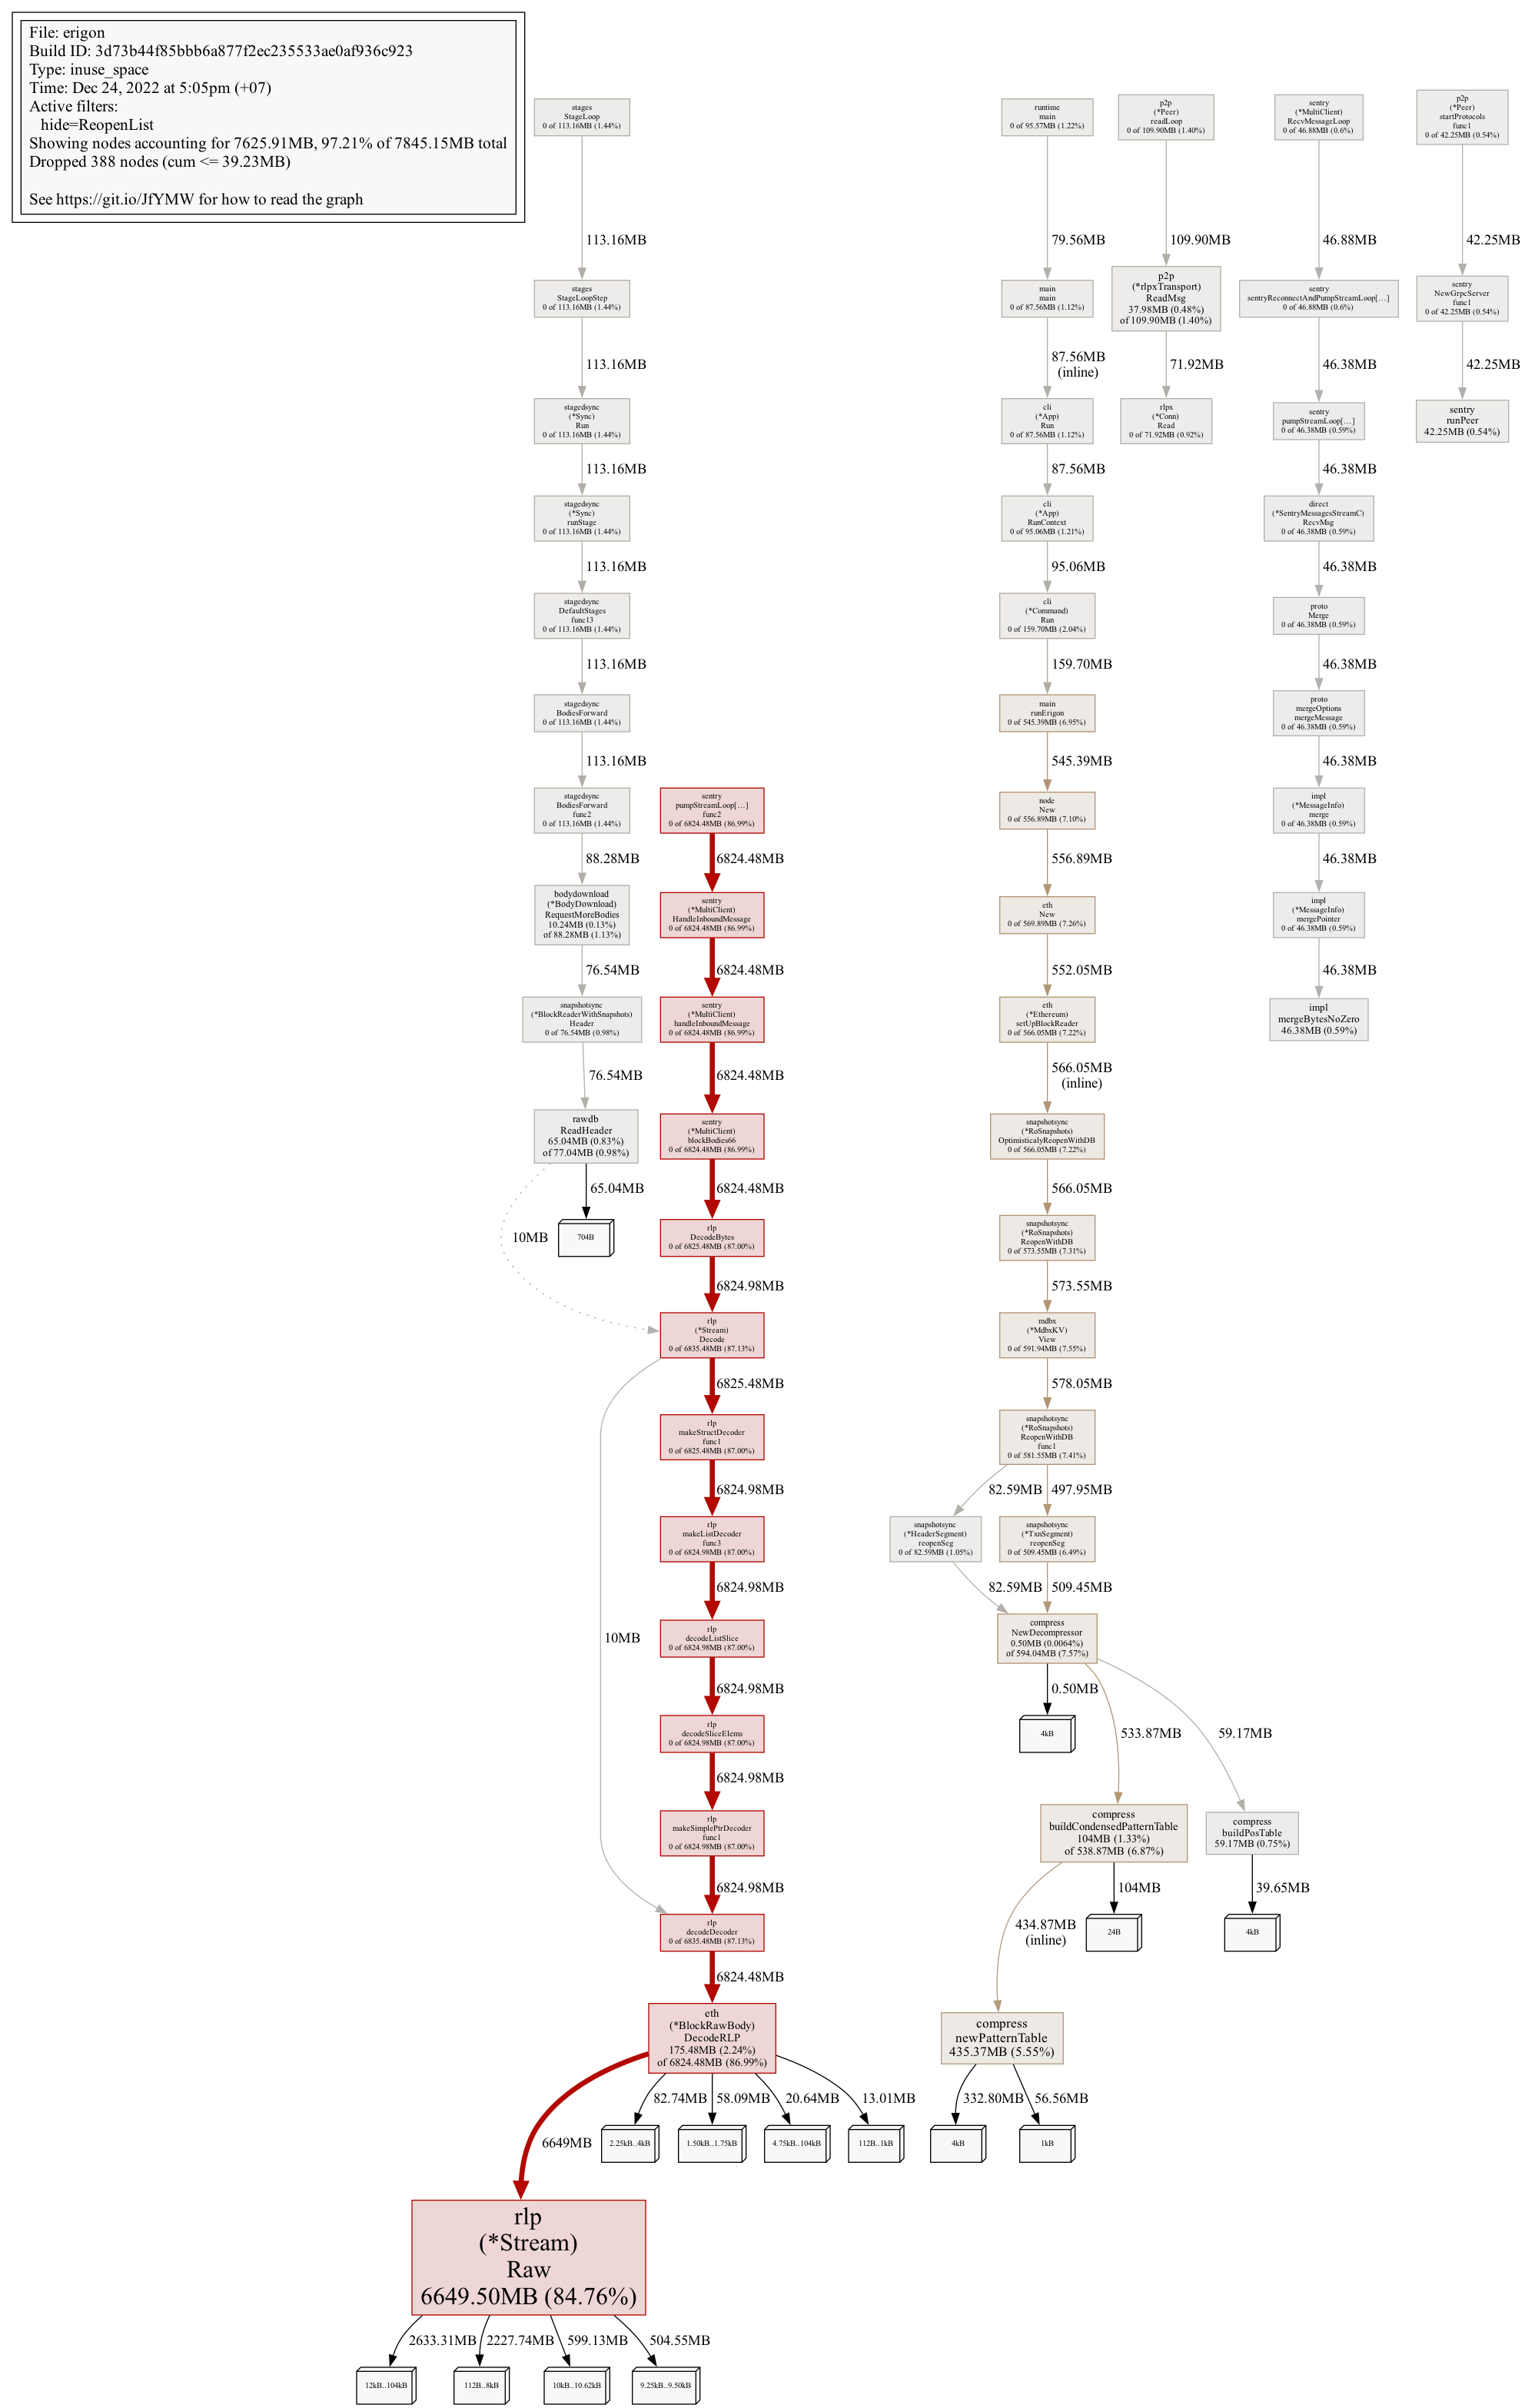 File: erigon
Build ID: 3d73b44f85bbb6a877f2ec235533ae0af936c923
Type: inuse_space
Time: Dec 24, 2022 at 5:05pm (+07)
Active filters:
hide=ReopenList
Showing nodes accounting for 7625.91MB, 97.21% of 7845.15MB total
Dropped 388 nodes (cum <= 39.23MB)
See https://git.io/JfYMW for how to read the graph
stages
StageLoop
0 of 113.16MB (1.44%)
113.16MB
stages
StageLoopStep
0 of 113.16MB (1.44%)
113.16MB
stagedsync
(*Sync)
Run
0 of 113.16MB (1.44%)
113.16MB
stagedsync
(*Sync)
runStage
0 of 113.16MB (1.44%)
113.16MB
stagedsync
DefaultStages
func13
0 of 113.16MB (1.44%)
113.16MB
stagedsync
BodiesForward
0 of 113.16MB (1.44%)
113.16MB
stagedsync
BodiesForward
func2
0 of 113.16MB (1.44%)
88.28MB
bodydownload
(*BodyDownload)
RequestMoreBodies
10.24MB (0.13%)
of 88.28MB (1.13%)
76.54MB
snapshotsync
(*BlockReaderWithSnapshots)
Header
0 of 76.54MB (0.98%)
76.54MB
rawdb
ReadHeader
65.04MB (0.83%)
of 77.04MB (0.98%)
65.04MB
704B
10MB
sentry
pumpStreamLoop[…]
func2
0 of 6824.48MB (86.99%)
6824.48MB
sentry
(*MultiClient)
HandleInboundMessage
0 of 6824.48MB (86.99%)
6824.48MB
sentry
(*MultiClient)
handleInboundMessage
0 of 6824.48MB (86.99%)
6824.48MB
sentry
(*MultiClient)
blockBodies66
0 of 6824.48MB (86.99%)
6824.48MB
rlp
DecodeBytes
0 of 6825.48MB (87.00%)
6824.98MB
rlp
(*Stream)
Decode
0 of 6835.48MB (87.13%)
6825.48MB
rlp
makeStructDecoder
func1
0 of 6825.48MB (87.00%)
6824.98MB
rlp
makeListDecoder
func3
0 of 6824.98MB (87.00%)
6824.98MB
10MB
rlp
decodeListSlice
0 of 6824.98MB (87.00%)
6824.98MB
rlp
decodeSliceElems
0 of 6824.98MB (87.00%)
6824.98MB
rlp
makeSimplePtrDecoder
func1
0 of 6824.98MB (87.00%)
6824.98MB
rlp
decodeDecoder
0 of 6835.48MB (87.13%)
6824.48MB
eth
(*BlockRawBody)
DecodeRLP
175.48MB (2.24%)
of 6824.48MB (86.99%)
82.74MB
58.09MB
20.64MB
13.01MB
6649MB
2.25kB..4kB
1.50kB..1.75kB
4.75kB..104kB
112B..1kB
rlp
(*Stream)
Raw
6649.50MB (84.76%)
2633.31MB
2227.74MB
599.13MB
504.55MB
12kB..104kB
112B..8kB
10kB..10.62kB
9.25kB..9.50kB
runtime
main
0 of 95.57MB (1.22%)
79.56MB
main
main
0 of 87.56MB (1.12%)
87.56MB
(inline)
cli
(*App)
Run
0 of 87.56MB (1.12%)
87.56MB
cli
(*App)
RunContext
0 of 95.06MB (1.21%)
95.06MB
cli
(*Command)
Run
0 of 159.70MB (2.04%)
159.70MB
main
runErigon
0 of 545.39MB (6.95%)
545.39MB
node
New
0 of 556.89MB (7.10%)
556.89MB
eth
New
0 of 569.89MB (7.26%)
552.05MB
eth
(*Ethereum)
setUpBlockReader
0 of 566.05MB (7.22%)
566.05MB
(inline)
snapshotsync
(*RoSnapshots)
OptimisticalyReopenWithDB
0 of 566.05MB (7.22%)
566.05MB
snapshotsync
(*RoSnapshots)
ReopenWithDB
0 of 573.55MB (7.31%)
573.55MB
mdbx
(*MdbxKV)
View
0 of 591.94MB (7.55%)
578.05MB
snapshotsync
(*RoSnapshots)
ReopenWithDB
func1
0 of 581.55MB (7.41%)
82.59MB
497.95MB
snapshotsync
(*HeaderSegment)
reopenSeg
0 of 82.59MB (1.05%)
snapshotsync
(*TxnSegment)
reopenSeg
0 of 509.45MB (6.49%)
82.59MB
509.45MB
compress
NewDecompressor
0.50MB (0.0064%)
of 594.04MB (7.57%)
0.50MB
533.87MB
59.17MB
4kB
compress
buildCondensedPatternTable
104MB (1.33%)
of 538.87MB (6.87%)
compress
buildPosTable
59.17MB (0.75%)
434.87MB
(inline)
104MB
39.65MB
24B
4kB
compress
newPatternTable
435.37MB (5.55%)
332.80MB
56.56MB
4kB
1kB
p2p
(*Peer)
readLoop
0 of 109.90MB (1.40%)
109.90MB
p2p
(*rlpxTransport)
ReadMsg
37.98MB (0.48%)
of 109.90MB (1.40%)
71.92MB
rlpx
(*Conn)
Read
0 of 71.92MB (0.92%)
sentry
(*MultiClient)
RecvMessageLoop
0 of 46.88MB (0.6%)
46.88MB
sentry
sentryReconnectAndPumpStreamLoop[…]
0 of 46.88MB (0.6%)
46.38MB
sentry
pumpStreamLoop[…]
0 of 46.38MB (0.59%)
46.38MB
direct
(*SentryMessagesStreamC)
RecvMsg
0 of 46.38MB (0.59%)
46.38MB
proto
Merge
0 of 46.38MB (0.59%)
46.38MB
proto
mergeOptions
mergeMessage
0 of 46.38MB (0.59%)
46.38MB
impl
(*MessageInfo)
merge
0 of 46.38MB (0.59%)
46.38MB
impl
(*MessageInfo)
mergePointer
0 of 46.38MB (0.59%)
46.38MB
impl
mergeBytesNoZero
46.38MB (0.59%)
p2p
(*Peer)
startProtocols
func1
0 of 42.25MB (0.54%)
42.25MB
sentry
NewGrpcServer
func1
0 of 42.25MB (0.54%)
42.25MB
sentry
runPeer
42.25MB (0.54%)